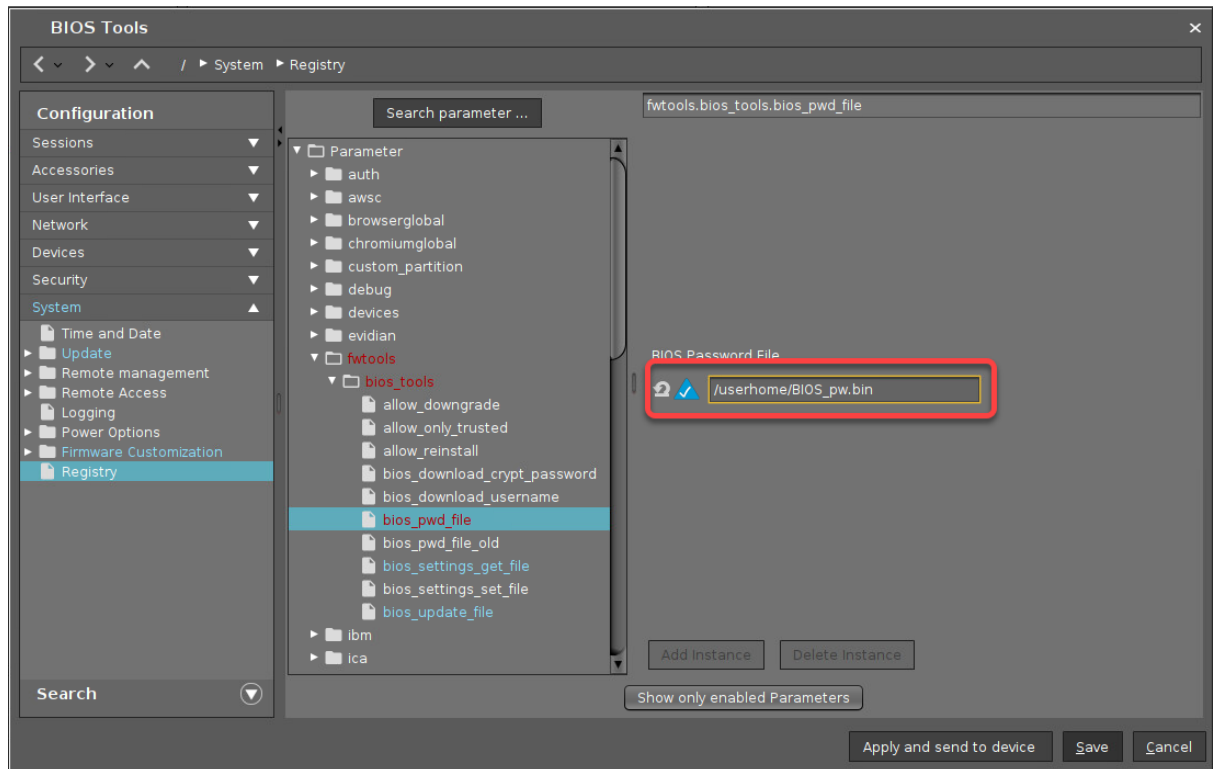 BIOS Tools
/ System Registry
Configuration
Sessions
Accessories
User Interface
Network
Devices
Security
System
Time and Date
Update
Remote management
Remote Access
Logging
Power Options
Firmware Customization
Registry
Search
Search parameter ...
Parameter
auth
awsc
browserglobal
chromiumglobal
custom_partition
debug
devices
evidian
fwtools
bios_tools
allow_downgrade
allow_only_trusted
allow_reinstall
bios_download_crypt_password
bios_download_username
bios_pwd_file
bios_pwd_file_old
bios_settings_get_file
bios_settings_set_file
bios_update_file
ibm
ica
fwtools.bios_tools.bios_pwd_file
BIOS Password File
/userhome/BIOS_pw.bin
Add Instance Delete Instance
Show only enabled Parameters
Apply and send to device Save Cancel